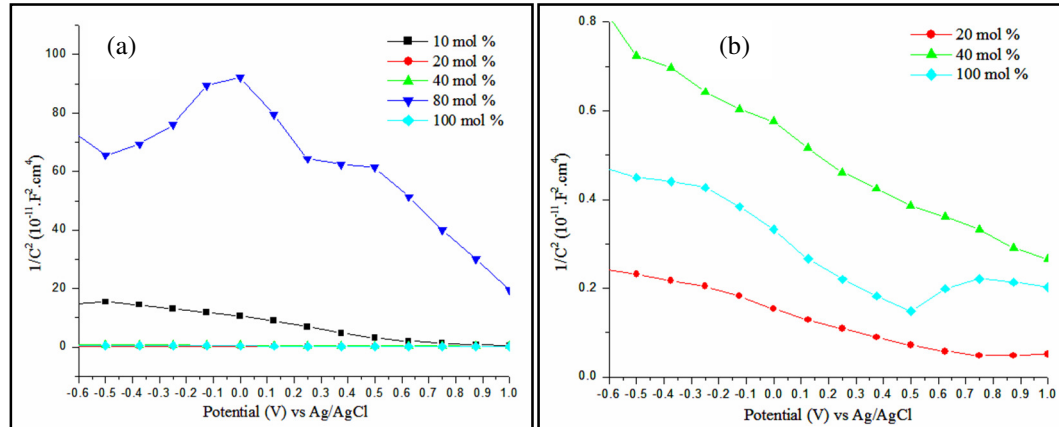 (a)
10 mol %
20 mol %
40 mol %
80 mol %
100 mol %
1/C² (10⁻¹¹.F².cm⁴)
100
80
60
40
20
0
-0.6 -0.5 -0.4 -0.3 -0.2 -0.1 0.0 0.1 0.2 0.3 0.4 0.5 0.6 0.7 0.8 0.9 1.0
Potential (V) vs Ag/AgCl
(b)
20 mol %
40 mol %
100 mol %
1/C² (10⁻¹¹.F².cm⁴)
0.8
0.6
0.4
0.2
0.0
-0.6 -0.5 -0.4 -0.3 -0.2 -0.1 0.0 0.1 0.2 0.3 0.4 0.5 0.6 0.7 0.8 0.9 1.0
Potential (V) vs Ag/AgCl